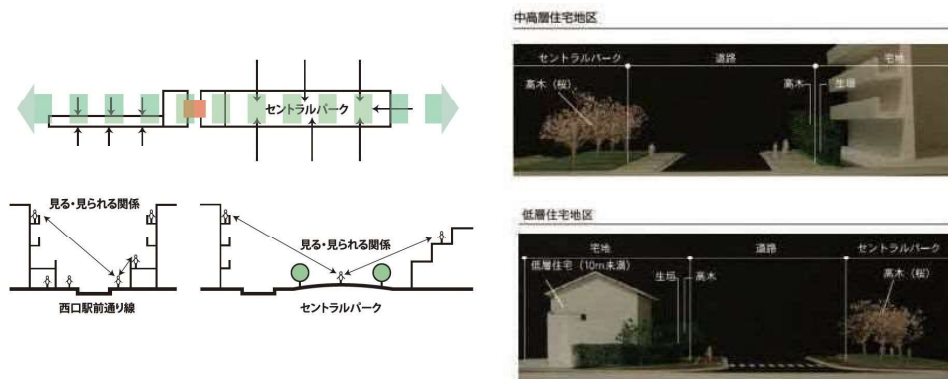 セントラルパーク
見る・見られる関係
見る・見られる関係
西口駅前通り線
セントラルパーク
中高層住宅地区
セントラルパーク
道路
宅地
高木（桜）
高木
生垣
低層住宅地区
宅地
道路
セントラルパーク
低層住宅（10m未満）
生垣
高木
高木（桜）